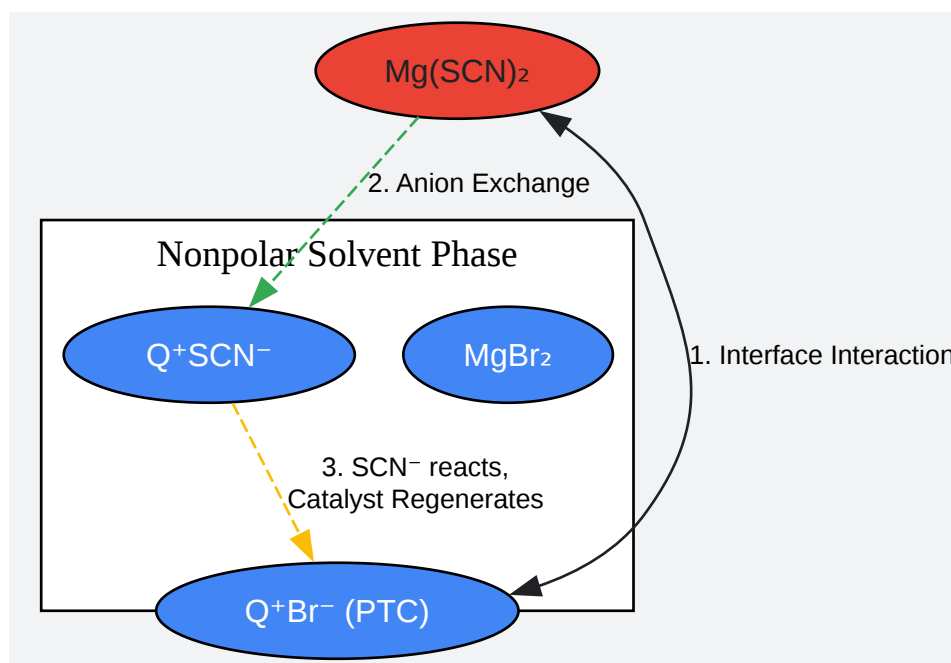 Mg(SCN)₂
2. Anion Exchange
Nonpolar Solvent Phase
Q⁺SCN⁻
MgBr₂
1. Interface Interaction
3. SCN⁻ reacts,
Catalyst Regenerates
Q⁺Br⁻ (PTC)